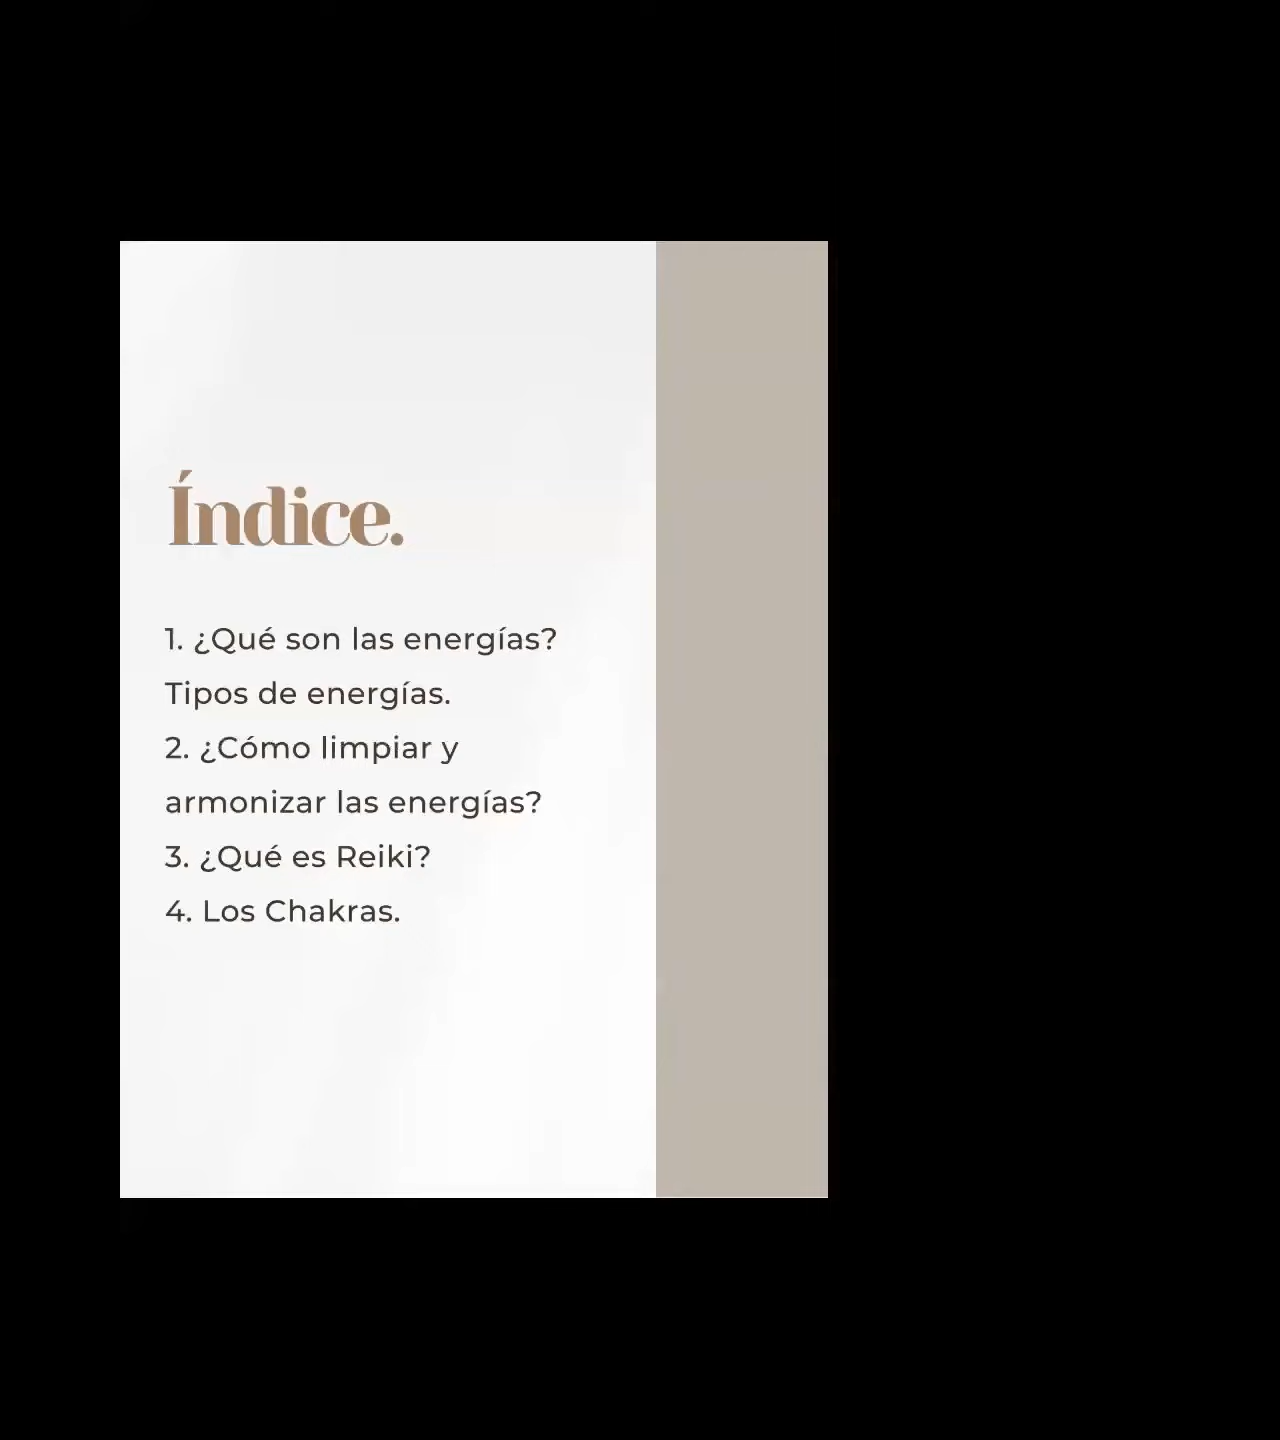 Índice.
1. ¿Qué son las energías?
Tipos de energías.
2. ¿Cómo limpiar y
armonizar las energías?
3. ¿Qué es Reiki?
4. Los Chakras.